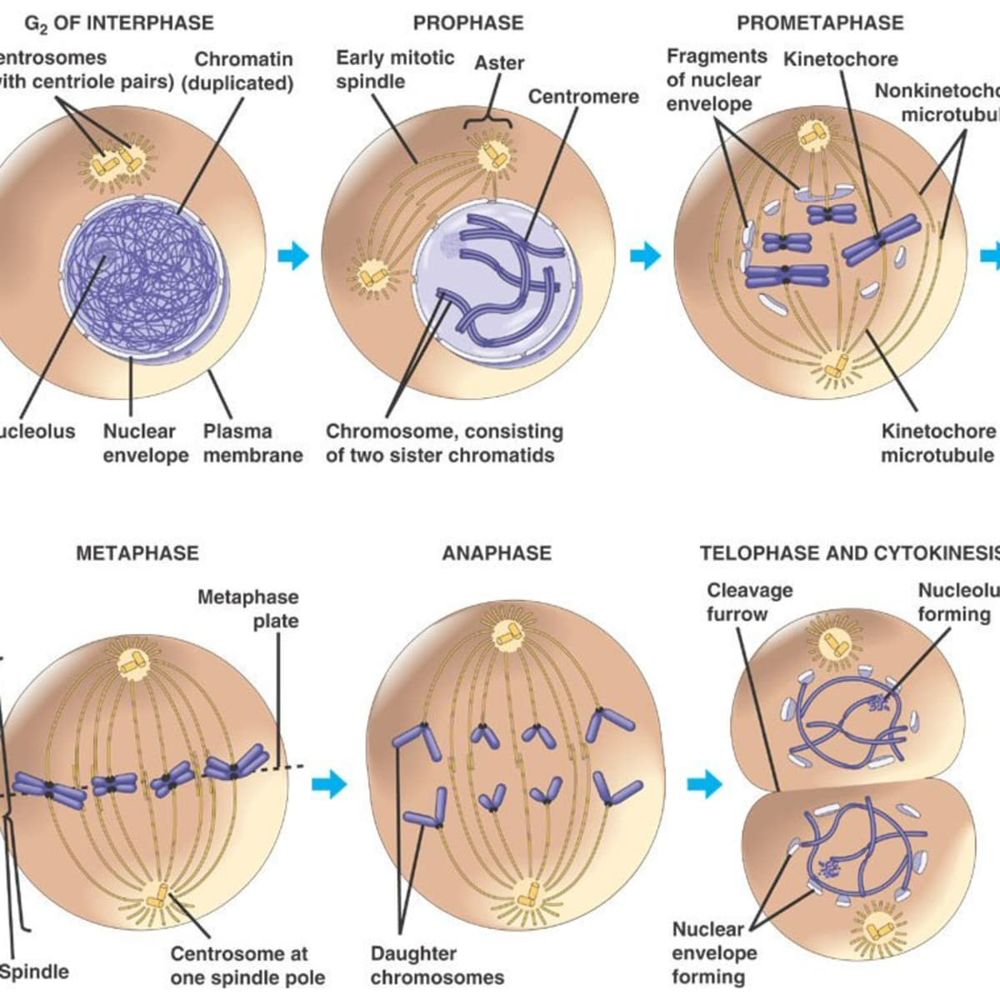 G2 OF INTERPHASE
entrosomes
ith centriole pairs)
Chromatin
(duplicated)
ucleolus
Nuclear
envelope
Plasma
membrane
PROPHASE
Early mitotic
spindle
Aster
Centromere
Chromosome, consisting
of two sister chromatids
PROMETAPHASE
Fragments
of nuclear
envelope
Kinetochore
Nonkinetocho
microtubul
Kinetochore
microtubule
METAPHASE
Metaphase
plate
Spindle
Centrosome at
one spindle pole
ANAPHASE
Daughter
chromosomes
TELOPHASE AND CYTOKINESIS
Cleavage
furrow
Nucleolu
forming
Nuclear
envelope
forming